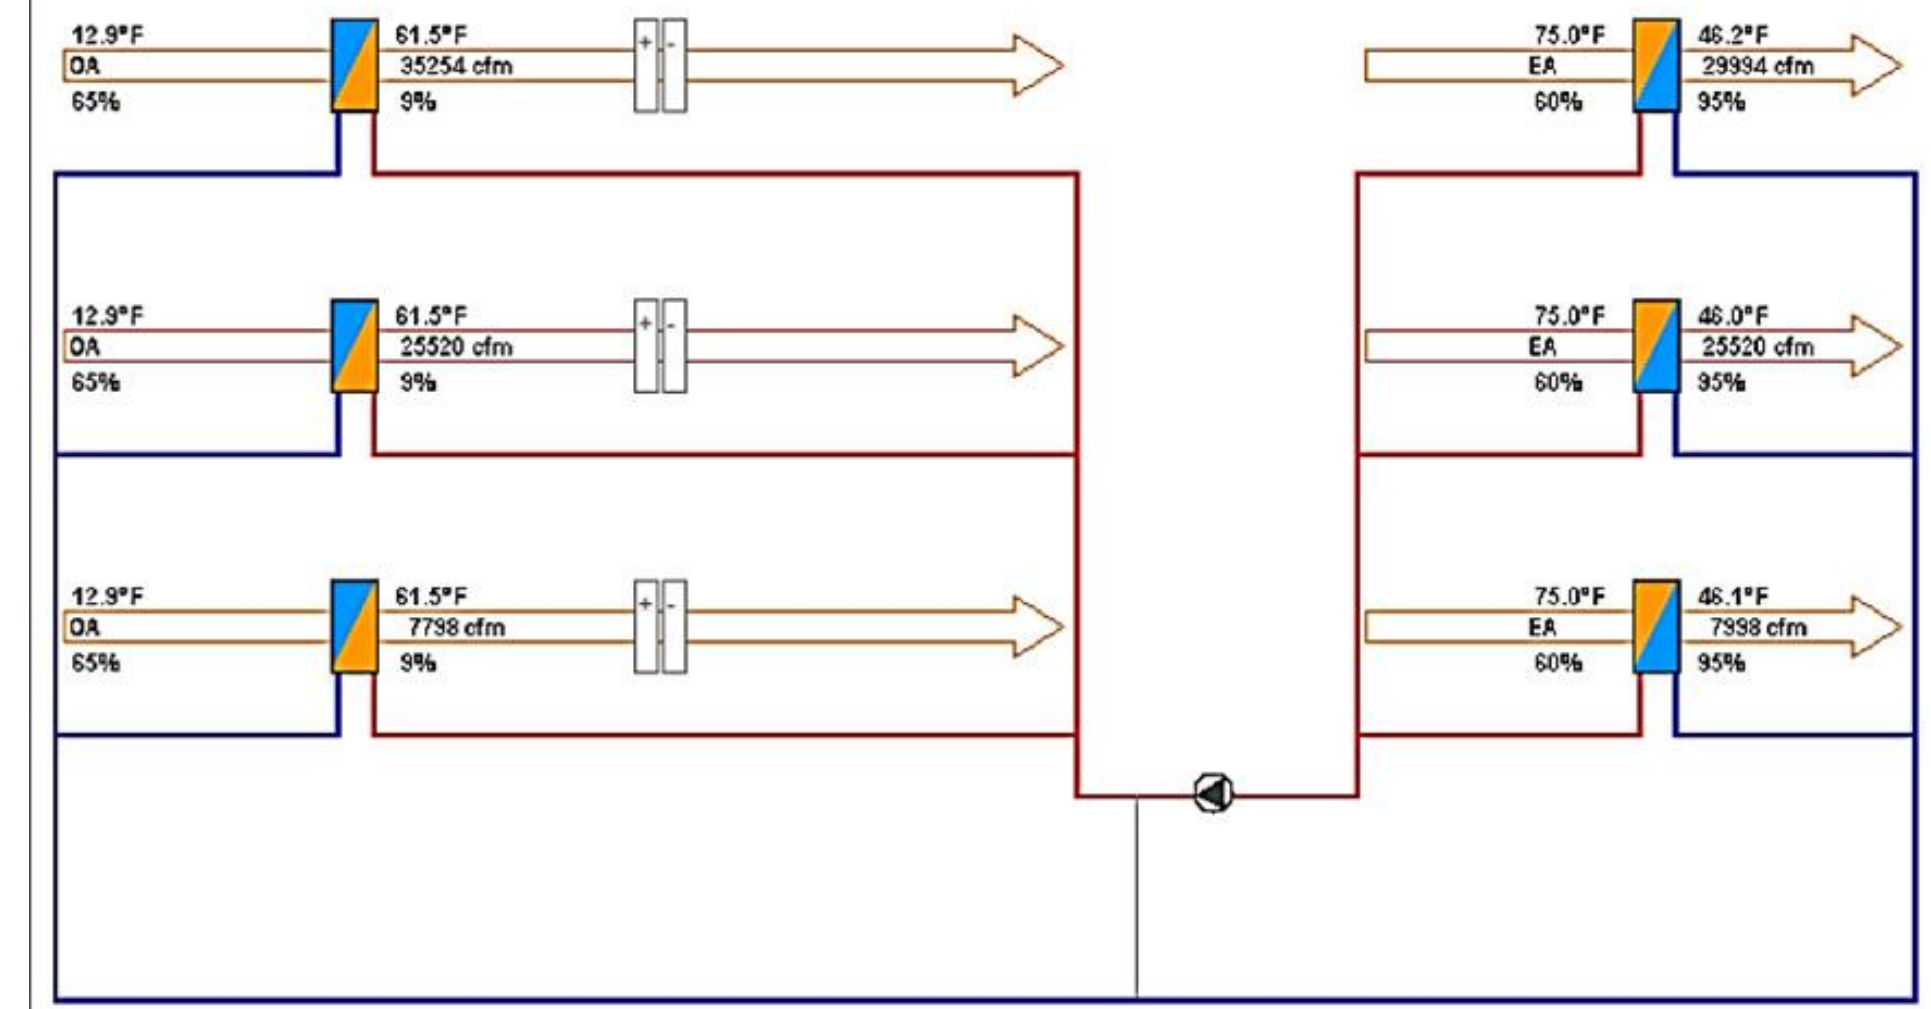 12.9°F
OA
65%
61.5°F
35254 cfm
9%
+ -
75.0°F
EA
60%
46.2°F
29994 cfm
95%
12.9°F
OA
65%
61.5°F
25520 cfm
9%
+ -
75.0°F
EA
60%
46.0°F
25520 cfm
95%
12.9°F
OA
65%
61.5°F
7798 cfm
9%
+ -
75.0°F
EA
60%
46.1°F
7998 cfm
95%